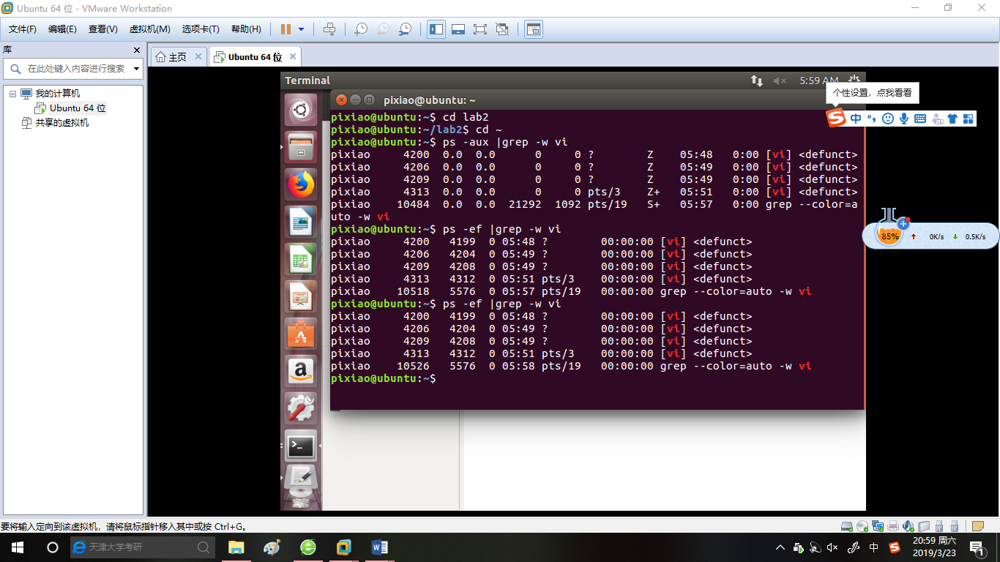 Ubuntu 64 位 - VMware Workstation
文件(F) 编辑(E) 查看(V) 虚拟机(M) 选项卡(T) 帮助(H)
库
在此处键入内容进行搜索
我的计算机
Ubuntu 64 位
共享的虚拟机
主页
Ubuntu 64 位
Terminal
5:59 AM
个性设置，点我看看
中
pixiao@ubuntu: ~
pixiao@ubuntu:~$ cd lab2
pixiao@ubuntu:~/lab2$ cd ~
pixiao@ubuntu:~$ ps -aux |grep -w vi
pixiao     4200  0.0  0.0      0     0 ?        Z    05:48   0:00 [vi] <defunct>
pixiao     4206  0.0  0.0      0     0 ?        Z    05:49   0:00 [vi] <defunct>
pixiao     4209  0.0  0.0      0     0 ?        Z    05:49   0:00 [vi] <defunct>
pixiao     4313  0.0  0.0      0     0 pts/3    Z+   05:51   0:00 [vi] <defunct>
pixiao    10484  0.0  0.0  21292  1092 pts/19   S+   05:57   0:00 grep --color=a
uto -w vi
pixiao@ubuntu:~$ ps -ef |grep -w vi
pixiao     4200   4199  0 05:48 ?        00:00:00 [vi] <defunct>
pixiao     4206   4204  0 05:49 ?        00:00:00 [vi] <defunct>
pixiao     4209   4208  0 05:49 ?        00:00:00 [vi] <defunct>
pixiao     4313   4312  0 05:51 pts/3    00:00:00 [vi] <defunct>
pixiao    10518   5576  0 05:57 pts/19   00:00:00 grep --color=auto -w vi
pixiao@ubuntu:~$ ps -ef |grep -w vi
pixiao     4200   4199  0 05:48 ?        00:00:00 [vi] <defunct>
pixiao     4206   4204  0 05:49 ?        00:00:00 [vi] <defunct>
pixiao     4209   4208  0 05:49 ?        00:00:00 [vi] <defunct>
pixiao     4313   4312  0 05:51 pts/3    00:00:00 [vi] <defunct>
pixiao    10526   5576  0 05:58 pts/19   00:00:00 grep --color=auto -w vi
pixiao@ubuntu:~$
85% 0K/s 0.5K/s
要将输入定向到该虚拟机，请将鼠标指针移入其中或按 Ctrl+G。
天津大学考研
中
20:59 周六
2019/3/23
1